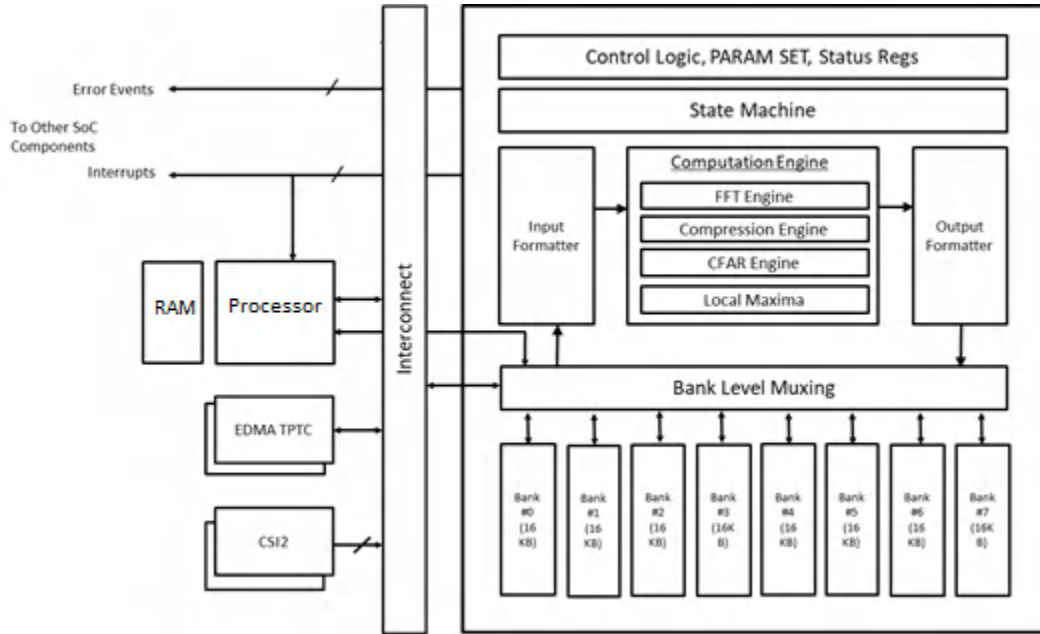 Control Logic, PARAM SET, Status Regs
State Machine
Error Events
To Other SoC
Components
Interrupts
Input
Formatter
Computation Engine
FFT Engine
Compression Engine
CFAR Engine
Local Maxima
Output
Formatter
RAM
Processor
Interconnect
EDMA TPTC
CSI2
Bank Level Muxing
Bank
#0
(16
KB)
Bank
#1
(16
KB)
Bank
#2
(16
KB)
Bank
#3
(16K
B)
Bank
#4
(16
KB)
Bank
#5
(16
KB)
Bank
#6
(16
KB)
Bank
#7
(16K
B)